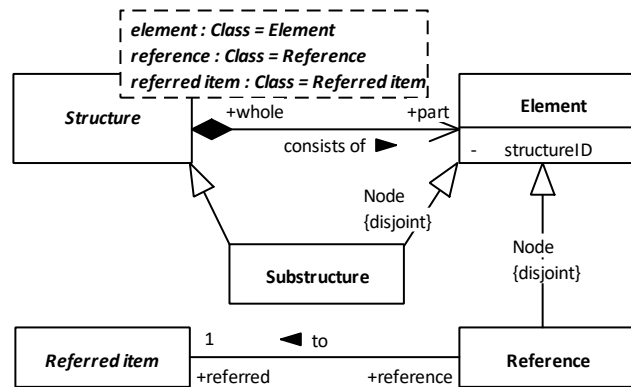 element : Class = Element
reference : Class = Reference
referred item : Class = Referred item
Structure
Element
+whole
+part
consists of ►
- structureID
Node
{disjoint}
Node
{disjoint}
Substructure
1
◄ to
Referred item
Reference
+referred
+reference